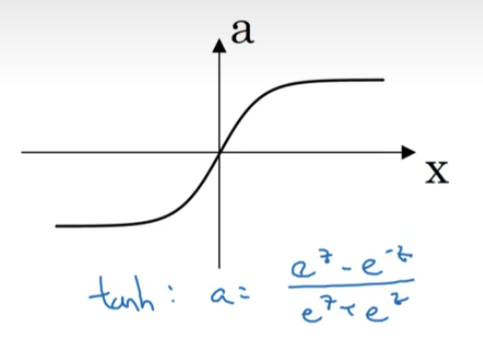 a
x
tanh: a = (e^z - e^-z) / (e^z + e^z)